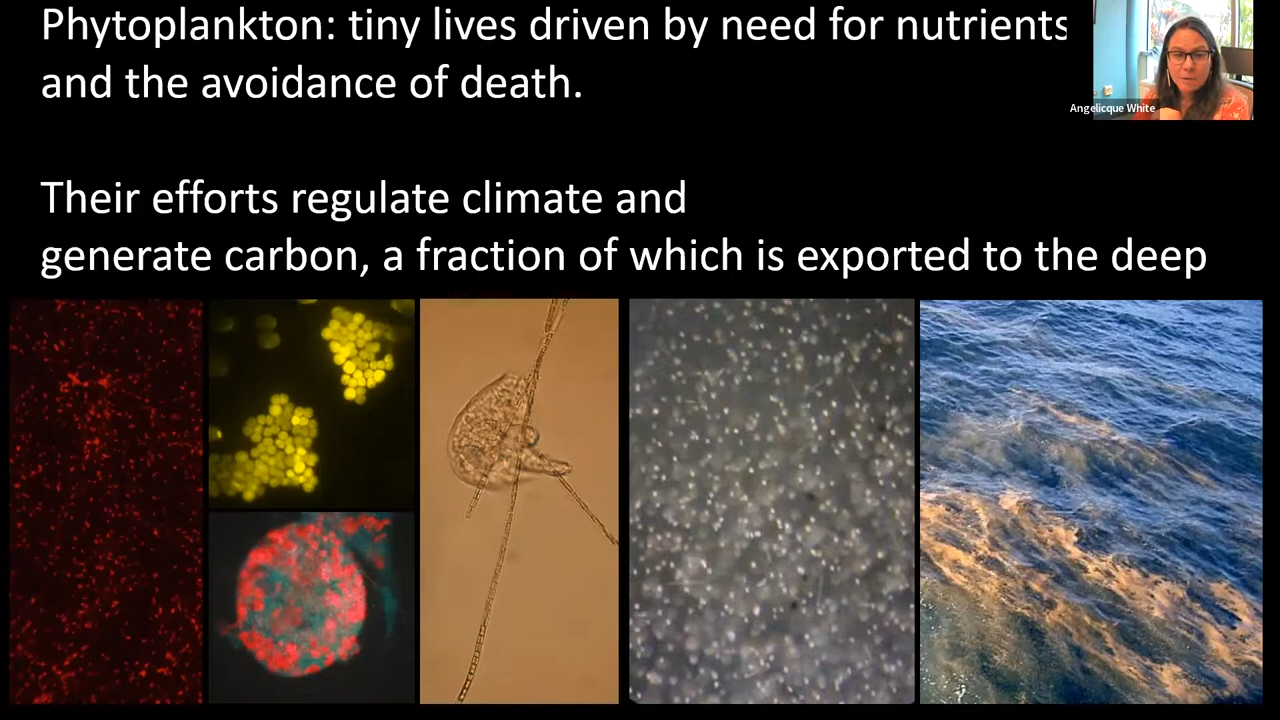 Phytoplankton: tiny lives driven by need for nutrients
and the avoidance of death.
Angelicque White
Their efforts regulate climate and
generate carbon, a fraction of which is exported to the deep